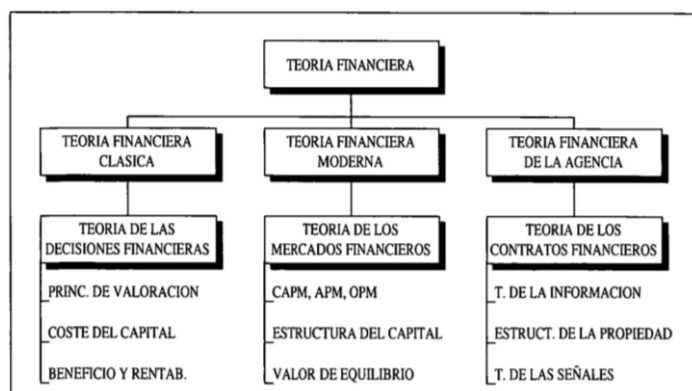 TEORIA FINANCIERA
TEORIA FINANCIERA
CLASICA
TEORIA FINANCIERA
MODERNA
TEORIA FINANCIERA
DE LA AGENCIA
TEORIA DE LAS
DECISIONES FINANCIERAS
TEORIA DE LOS
MERCADOS FINANCIEROS
TEORIA DE LOS
CONTRATOS FINANCIEROS
PRINC. DE VALORACION
CAPM, APM, OPM
T. DE LA INFORMACION
COSTE DEL CAPITAL
ESTRUCTURA DEL CAPITAL
ESTRUCT. DE LA PROPIEDAD
BENEFICIO Y RENTAB.
VALOR DE EQUILIBRIO
T. DE LAS SEÑALES